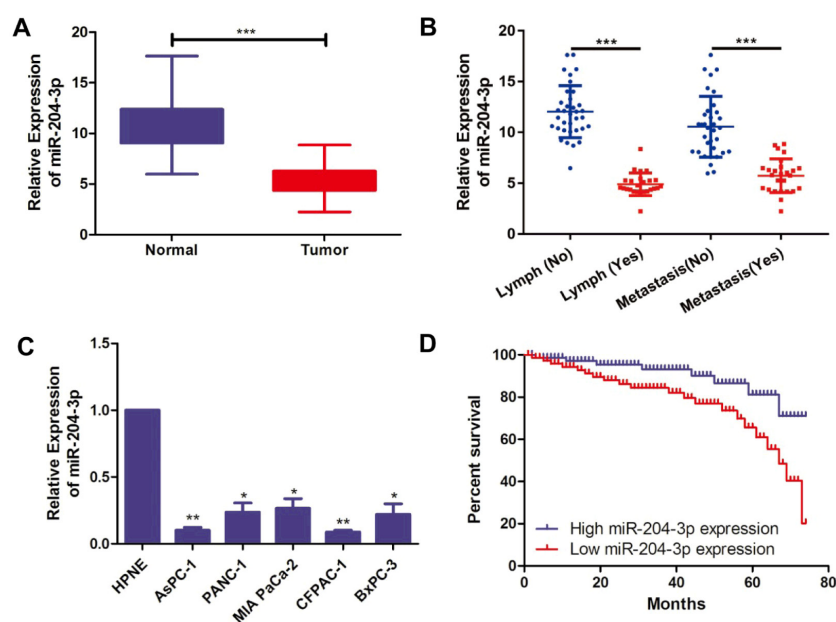 A
Relative Expression
of miR-204-3p
20
15
10
5
0
***
Normal
Tumor
B
Relative Expression
of miR-204-3p
20
15
10
5
0
***
***
Lymph (No)
Lymph (Yes)
Metastasis(No)
Metastasis(Yes)
C
Relative Expression
of miR-204-3p
1.5
1.0
0.5
0.0
**
*
*
**
*
HPNE
AsPC-1
PANC-1
MIA PaCa-2
CFPAC-1
BxPC-3
D
Percent survival
100
80
60
40
20
0
High miR-204-3p expression
Low miR-204-3p expression
0
20
40
60
80
Months